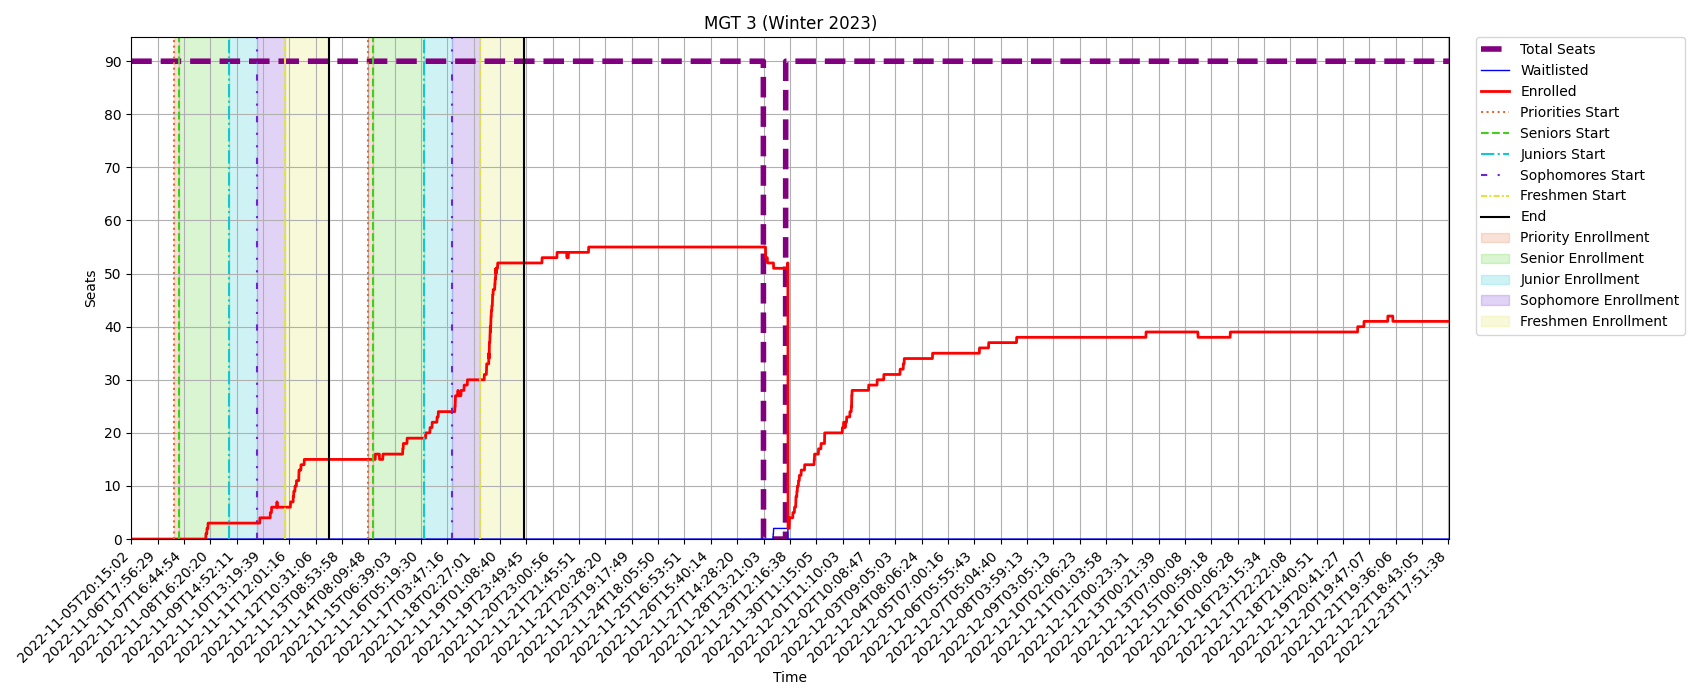 MGT 3 (Winter 2023)
Total Seats
Waitlisted
Enrolled
Priorities Start
Seniors Start
Juniors Start
Sophomores Start
Freshmen Start
End
Priority Enrollment
Senior Enrollment
Junior Enrollment
Sophomore Enrollment
Freshmen Enrollment
Seats
90
80
70
60
50
40
30
20
10
0
2022-11-05T20:15:02
2022-11-06T17:56:29
2022-11-07T16:44:54
2022-11-08T16:20:20
2022-11-09T14:52:11
2022-11-10T13:19:39
2022-11-11T12:01:16
2022-11-12T10:31:06
2022-11-13T08:53:58
2022-11-14T08:09:48
2022-11-15T06:39:03
2022-11-16T05:19:30
2022-11-17T03:47:16
2022-11-18T02:27:01
2022-11-19T01:08:40
2022-11-19T23:49:45
2022-11-20T23:00:56
2022-11-21T21:45:51
2022-11-22T20:28:20
2022-11-23T19:17:49
2022-11-24T18:05:50
2022-11-25T16:53:51
2022-11-26T15:40:14
2022-11-27T14:28:20
2022-11-28T13:21:03
2022-11-29T12:16:38
2022-11-30T11:15:05
2022-12-01T11:10:03
2022-12-02T10:08:47
2022-12-03T09:05:03
2022-12-04T08:06:24
2022-12-05T07:00:16
2022-12-06T05:55:43
2022-12-07T05:04:40
2022-12-08T03:59:13
2022-12-09T03:05:13
2022-12-10T02:06:23
2022-12-11T01:03:58
2022-12-12T00:23:31
2022-12-13T00:21:39
2022-12-13T17:00:08
2022-12-15T00:59:18
2022-12-16T00:06:28
2022-12-16T23:15:34
2022-12-17T22:22:08
2022-12-18T21:40:51
2022-12-19T20:41:27
2022-12-20T19:47:07
2022-12-21T19:36:06
2022-12-22T18:43:05
2022-12-23T17:51:38
Time